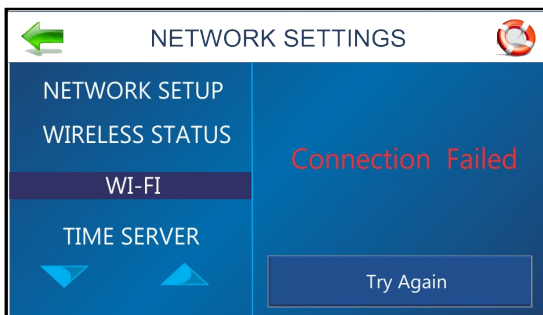 NETWORK SETTINGS
NETWORK SETUP
WIRELESS STATUS
WI-FI
TIME SERVER
Connection Failed
Try Again